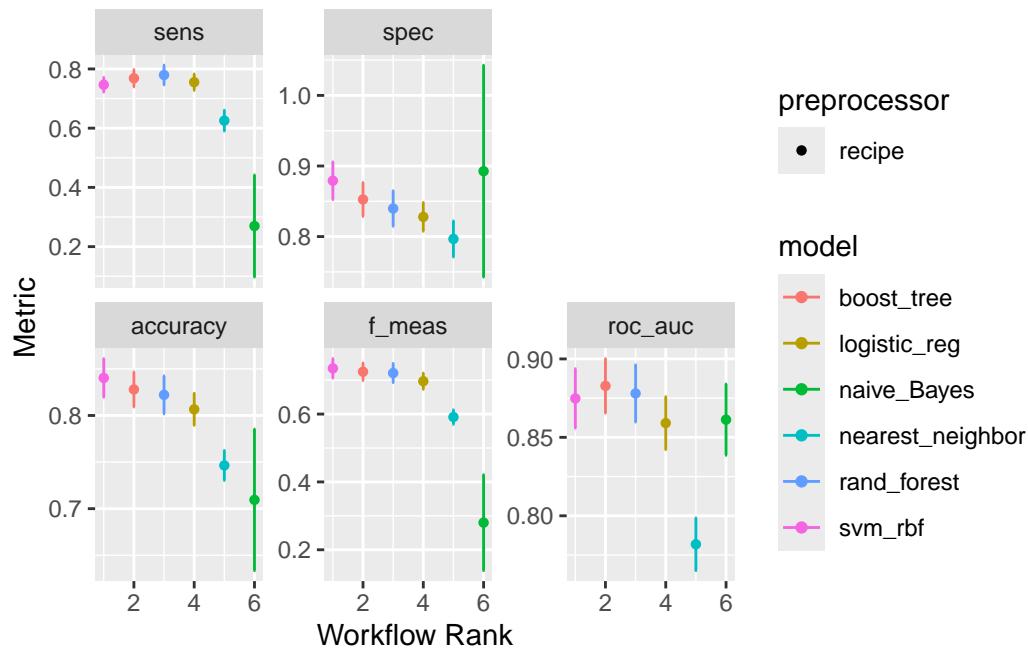 sens
spec
0.8
0.6
0.4
0.2
1.0
0.9
0.8
Metric
accuracy
f_meas
roc_auc
0.8
0.7
0.6
0.4
0.2
0.90
0.85
0.80
2 4 6
2 4 6
2 4 6
Workflow Rank
preprocessor
recipe
model
boost_tree
logistic_reg
naive_Bayes
nearest_neighbor
rand_forest
svm_rbf